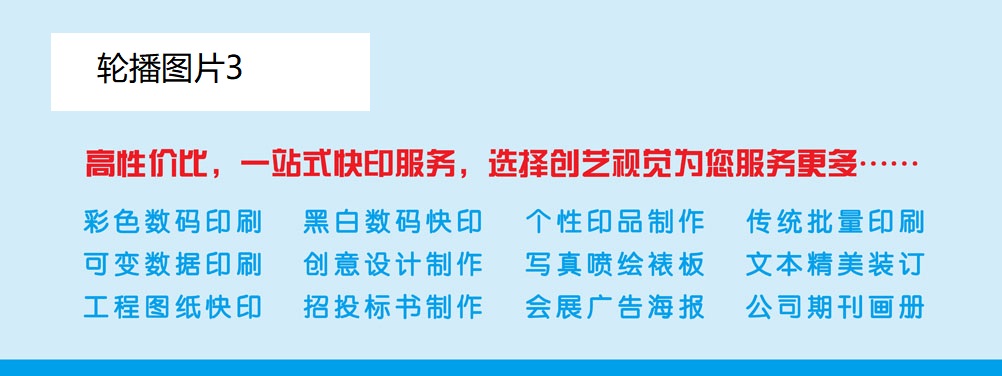 轮播图片3
高性价比，一站式快印服务，选择创艺视觉为您服务更多……
彩色数码印刷 黑白数码快印 个性印品制作 传统批量印刷
可变数据印刷 创意设计制作 写真喷绘裱板 文本精美装订
工程图纸快印 招投标书制作 会展广告海报 公司期刊画册